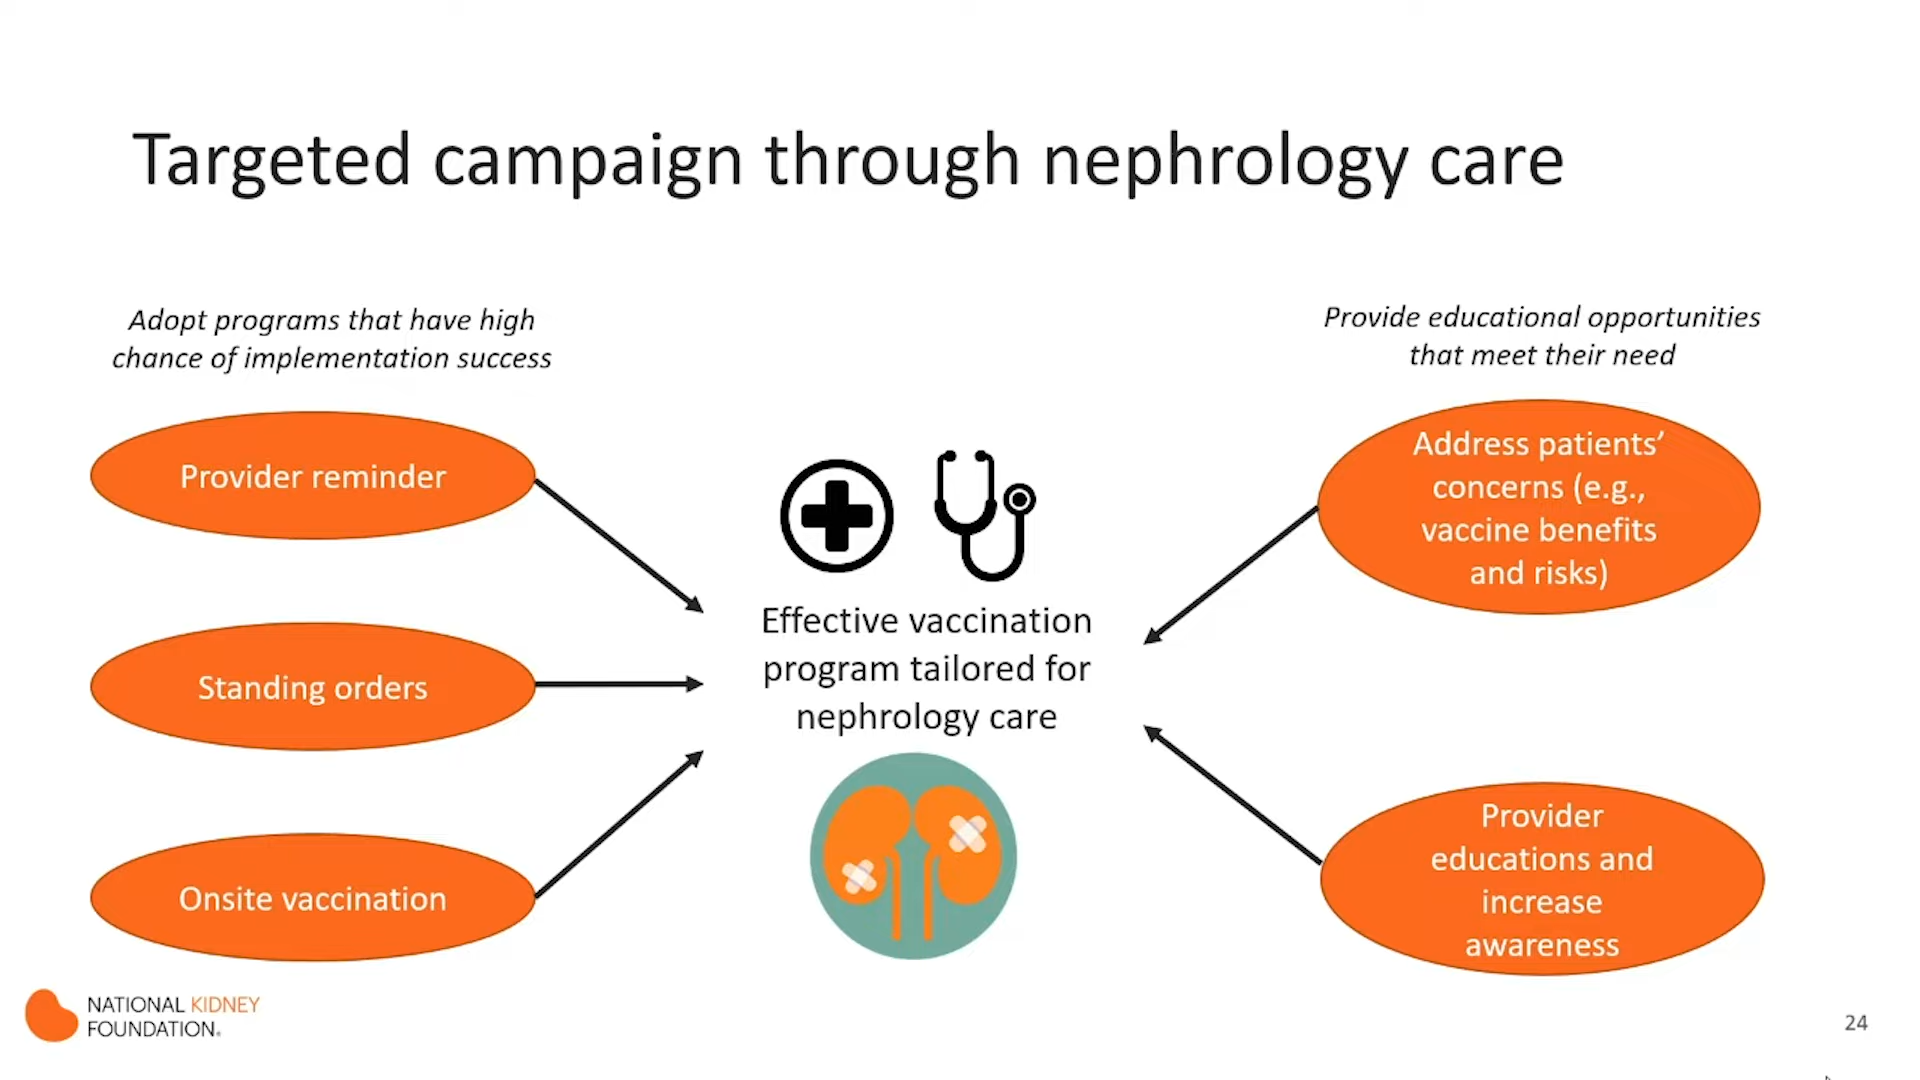 Targeted campaign through nephrology care
Adopt programs that have high
chance of implementation success
Provider reminder
Standing orders
Onsite vaccination
Effective vaccination
program tailored for
nephrology care
Provide educational opportunities
that meet their need
Address patients’
concerns (e.g.,
vaccine benefits
and risks)
Provider
educations and
increase
awareness
NATIONAL KIDNEY
FOUNDATION®
24